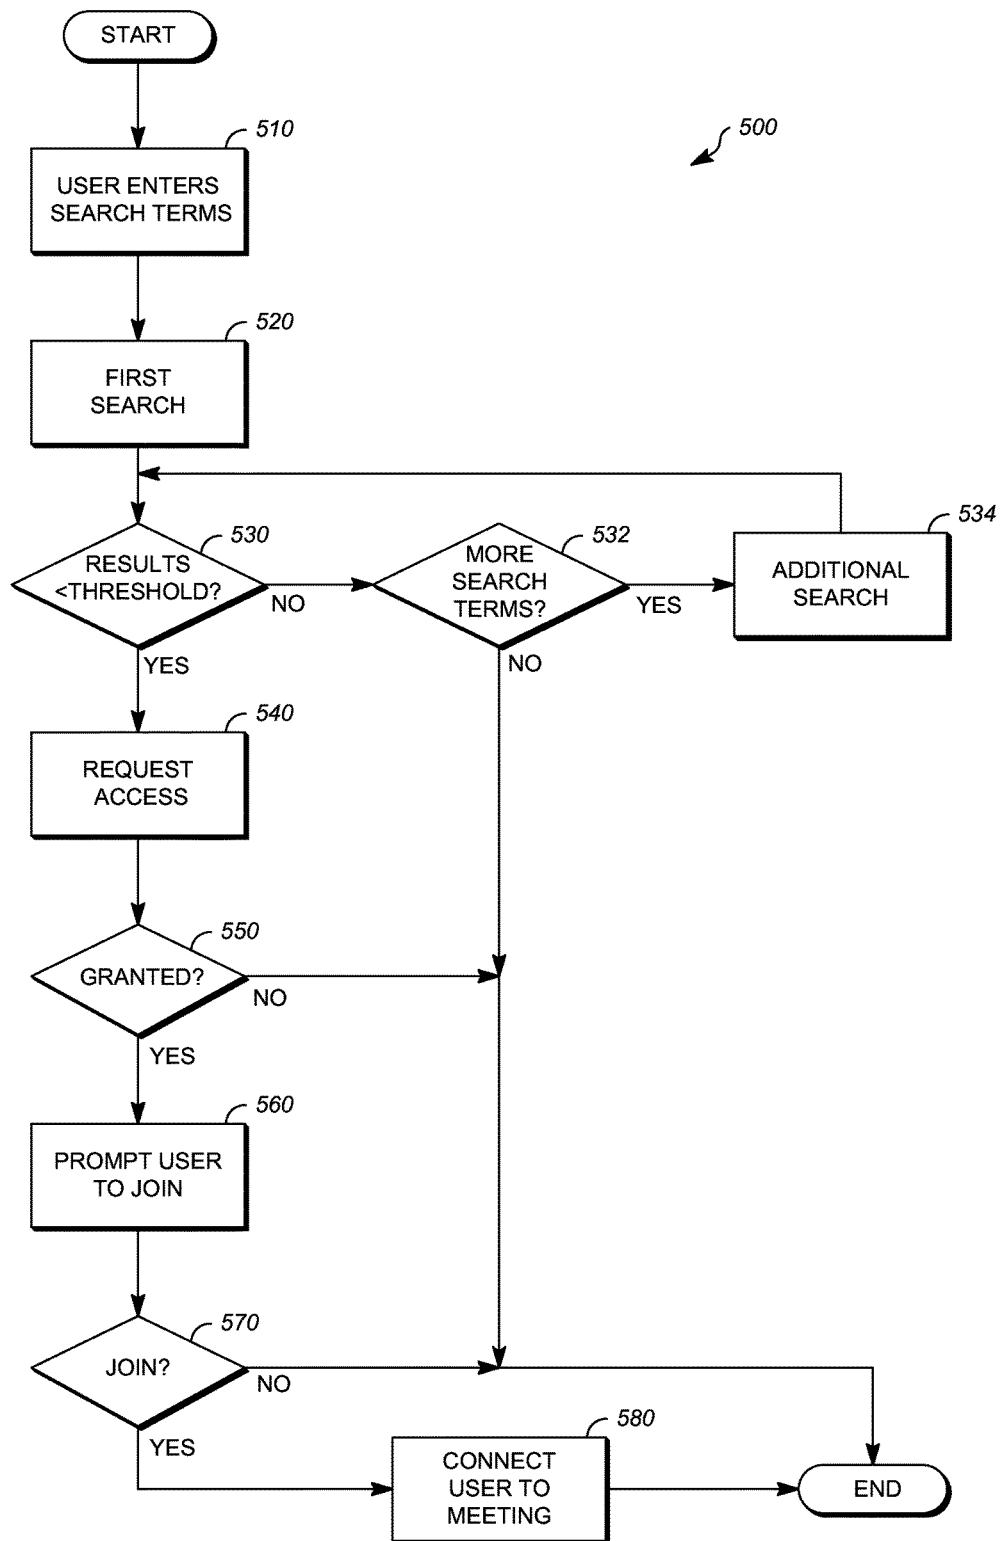 START
500
510
USER ENTERS
SEARCH TERMS
520
FIRST
SEARCH
530
RESULTS
<THRESHOLD?
NO
YES
532
MORE
SEARCH
TERMS?
YES
NO
534
ADDITIONAL
SEARCH
540
REQUEST
ACCESS
550
GRANTED?
NO
YES
560
PROMPT USER
TO JOIN
570
JOIN?
NO
YES
580
CONNECT
USER TO
MEETING
END